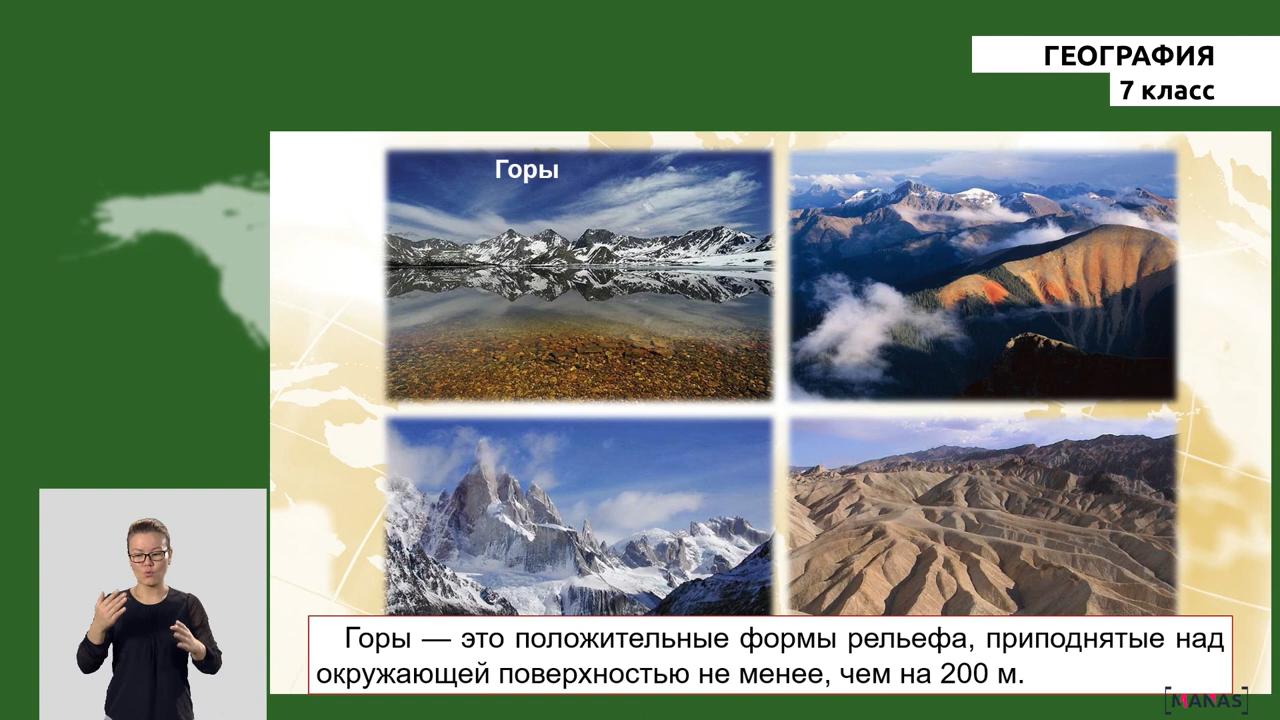 ГЕОГРАФИЯ
7 класс
Горы
Горы — это положительные формы рельефа, приподнятые над
окружающей поверхностью не менее, чем на 200 м.
[MANAS]